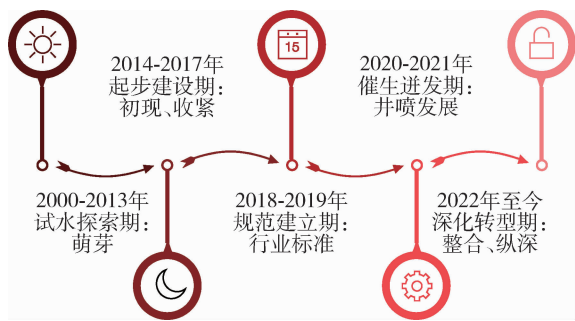 2000-2013年
试水探索期：
萌芽
2014-2017年
起步建设期：
初现、收紧
15
2018-2019年
规范建立期：
行业标准
2020-2021年
催生迸发期：
井喷发展
2022年至今
深化转型期：
整合、纵深